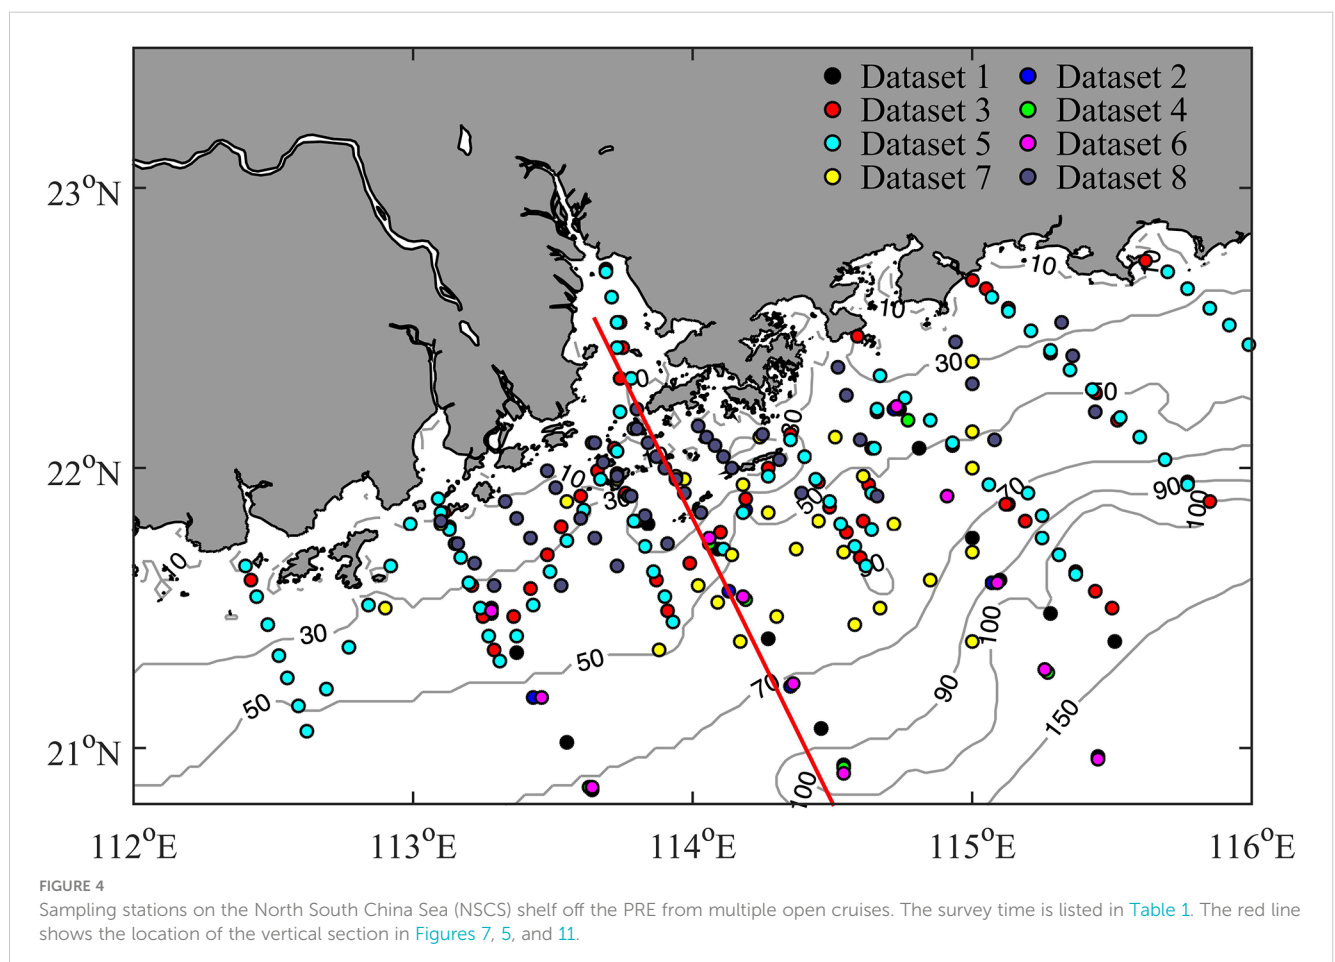 Dataset 1 Dataset 2
Dataset 3 Dataset 4
Dataset 5 Dataset 6
Dataset 7 Dataset 8
23°N
10
10
10
30
50
0
30
22°N
10
30
50
70
90
100
0
30
100
50
50
70
90
150
21°N
100
112°E 113°E 114°E 115°E 116°E
FIGURE 4
Sampling stations on the North South China Sea (NSCS) shelf off the PRE from multiple open cruises. The survey time is listed in Table 1. The red line
shows the location of the vertical section in Figures 7, 5, and 11.